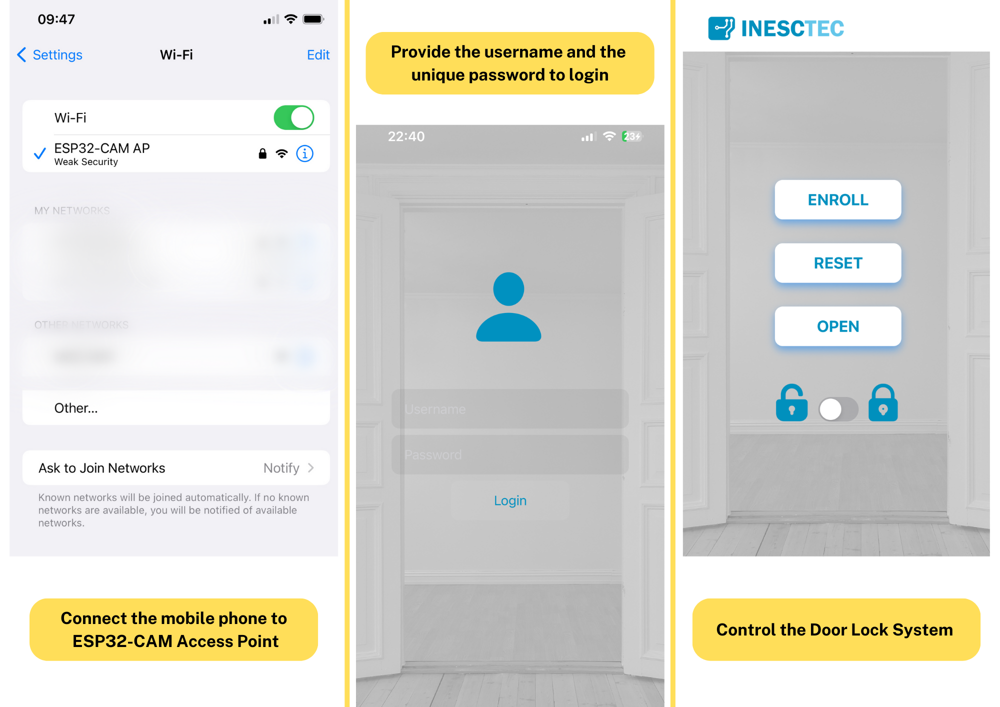 09:47
Settings
Wi-Fi
Edit
Wi-Fi
ESP32-CAM AP
Weak Security
MY NETWORKS
OTHER NETWORKS
Other...
Ask to Join Networks
Notify
Known networks will be joined automatically. If no known
networks are available, you will be notified of available
networks.
Connect the mobile phone to
ESP32-CAM Access Point
Provide the username and the
unique password to login
22:40
23
Username
Password
Login
INESCTEC
ENROLL
RESET
OPEN
Control the Door Lock System